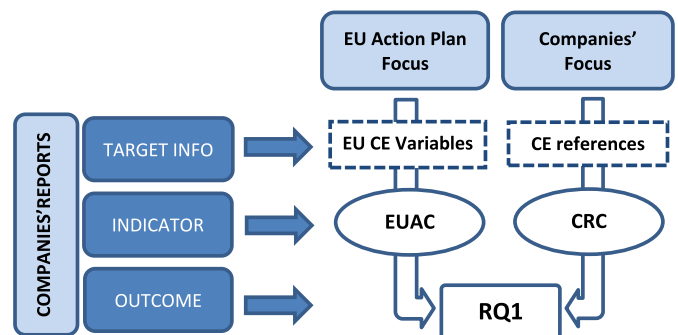 EU Action Plan
Focus
Companies'
Focus
COMPANIES'REPORTS
TARGET INFO
EU CE Variables
CE references
INDICATOR
EUAC
CRC
OUTCOME
RQ1